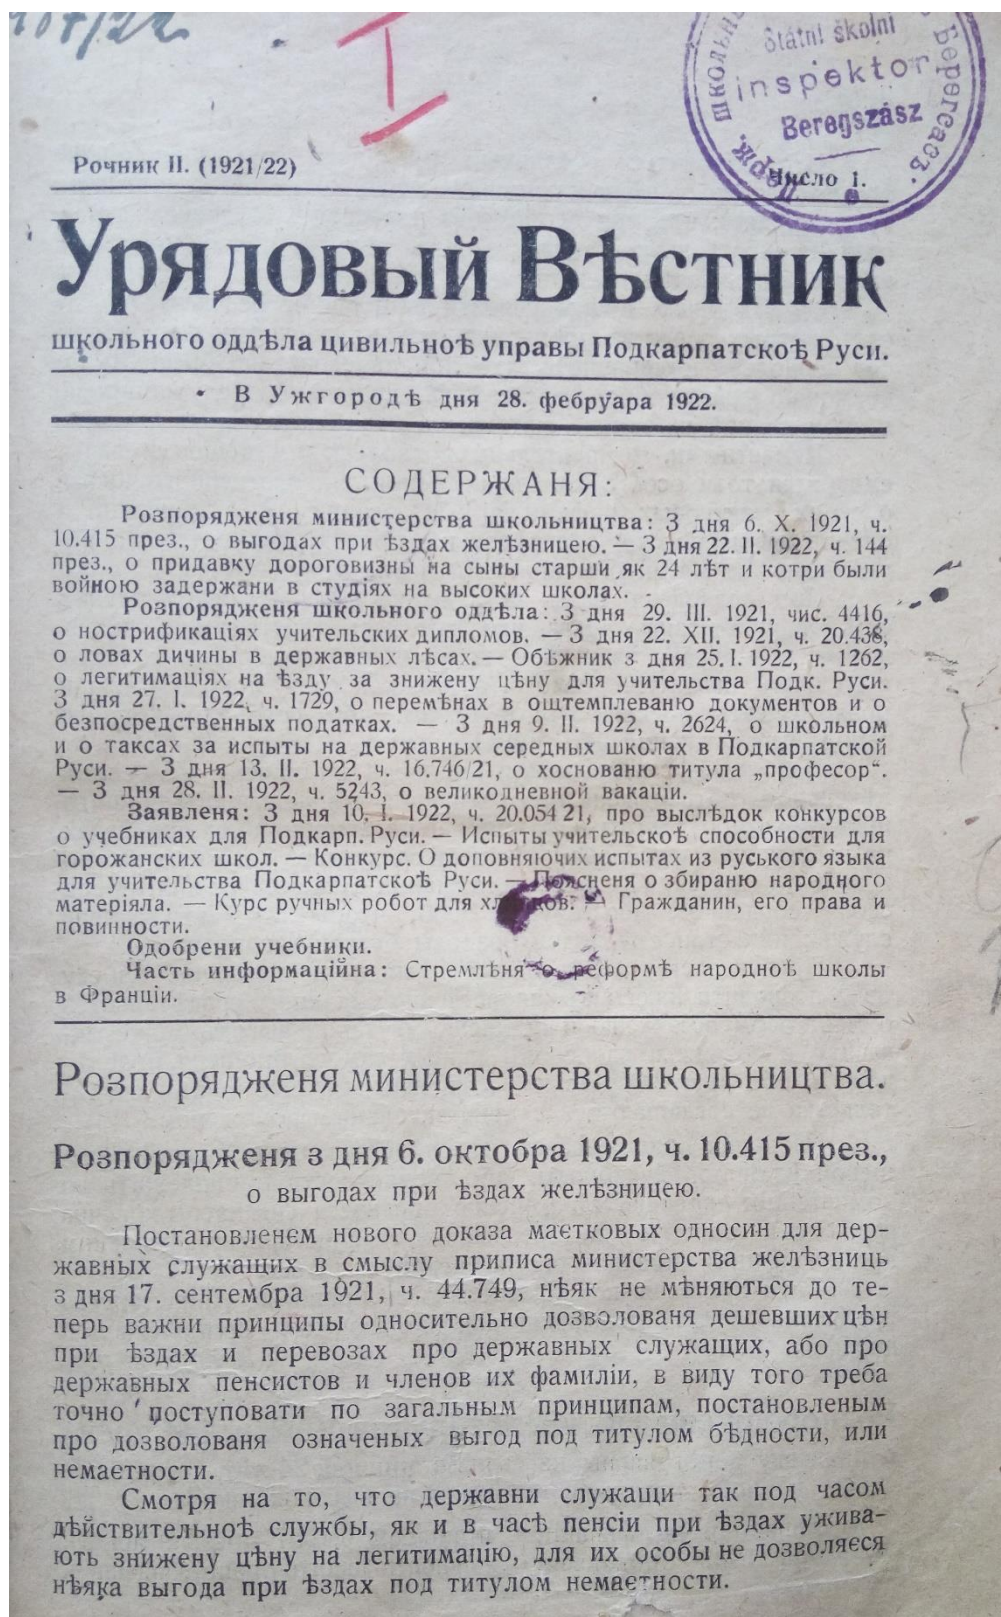 Státní školní
inspektor
Beregszász
Рочник II. (1921/22)
Число 1.
Урядовый Вѣстник
школьного оддѣла цивильноѣ управы Подкарпатскоѣ Руси.
В Ужгородѣ дня 28. фебруара 1922.
СОДЕРЖАНЯ:
Розпорядженя министерства школьництва: З дня 6. X. 1921, ч.
10.415 през., о выгодах при ѣздах желѣзницею. — З дня 22. II. 1922, ч. 144
през., о придавку дороговизны на сыны старши як 24 лѣт и котри были
войною задержани в студіях на высоких школах.
Розпорядженя школьного оддѣла: З дня 29. III. 1921, чис. 4416,
о нострификаціях учительских дипломов. — З дня 22. XII. 1921, ч. 20.438,
о ловах дичины в державных лѣсах. — Обѣжник з дня 25. I. 1922, ч. 1262,
о легитимаціях на ѣзду за знижену цѣну для учительства Подк. Руси.
З дня 27. I. 1922, ч. 1729, о перемѣнах в оштемплеваню документов и о
безпосредственных податках. — З дня 9. II. 1922, ч. 2624, о школьном
и о таксах за испыты на державных середных школах в Подкарпатской
Руси. — З дня 13. II. 1922, ч. 16.746/21, о хоснованю титула „професор“.
— З дня 28. II. 1922, ч. 5243, о великодневной вакаціи.
Заявленя: З дня 10. I. 1922, ч. 20.054 21, про выслѣдок конкурсов
о учебниках для Подкарп. Руси. — Испыты учительскоѣ способности для
горожанских школ. — Конкурс. О доповняючих испытах из руського языка
для учительства Подкарпатскоѣ Руси. — Пояснeня о збираню народного
матеріяла. — Курс ручных робот для хлопцов. — Гражданин, его права и
повинности.
Одобрени учебники.
Часть информаційна: Стремлѣня о реформѣ народноѣ школы
в Франціи.
Розпорядженя министерства школьництва.
Розпорядженя з дня 6. октобра 1921, ч. 10.415 през.,
о выгодах при ѣздах желѣзницею.
Постановленєм нового доказа маєткових односин для дер-
жавных служащих в смыслу приписа министерства желѣзниць
з дня 17. сентембра 1921, ч. 44.749, нѣяк не мѣняються до те-
перь важни принципы односительно дозволованя дешевших цѣн
при ѣздах и перевозах про державных служащих, або про
державных пенсистов и членов их фамиліи, в виду того треба
точно поступовати по загальным принципам, постановленым
про дозволованя означеных выгод под титулом бѣдности, или
немаєтности.
Смотря на то, что державни служащи так под часом
дѣйствительноѣ службы, як и в часѣ пенсіи при ѣздах ужива-
ють знижену цѣну на легитимацію, для их особы не дозволяєся
нѣяка выгода при ѣздах под титулом немаєтности.